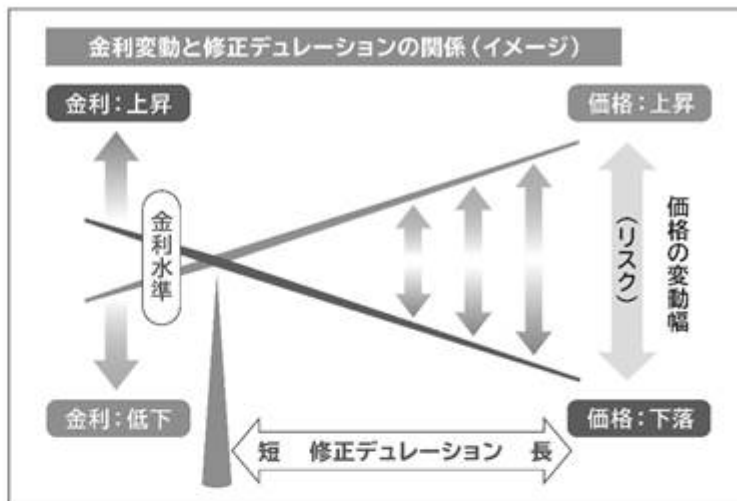 金利変動と修正デュレーションの関係（イメージ）
金利：上昇
価格：上昇
金利水準
（リスク）
価格の変動幅
金利：低下
価格：下落
短 修正デュレーション 長